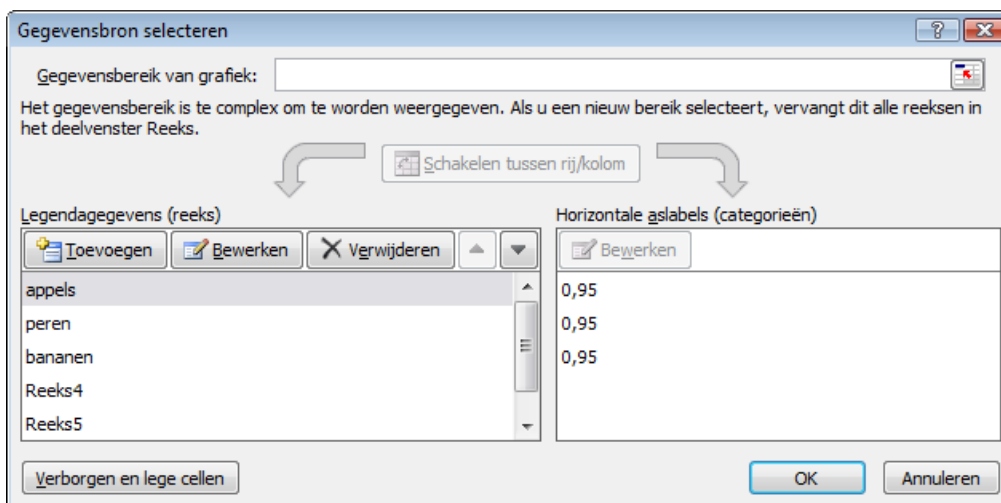 Gegevensbron selecteren
Gegevensbereik van grafiek:
Het gegevensbereik is te complex om te worden weergegeven. Als u een nieuw bereik selecteert, vervangt dit alle reeksen in
het deelvenster Reeks.
Schakelen tussen rij/kolom
Legendagegevens (reeks)
Toevoegen Bewerken Verwijderen
appels
peren
bananen
Reeks4
Reeks5
Horizontale aslabels (categorieën)
Bewerken
0,95
0,95
0,95
Verborgen en lege cellen
OK Annuleren